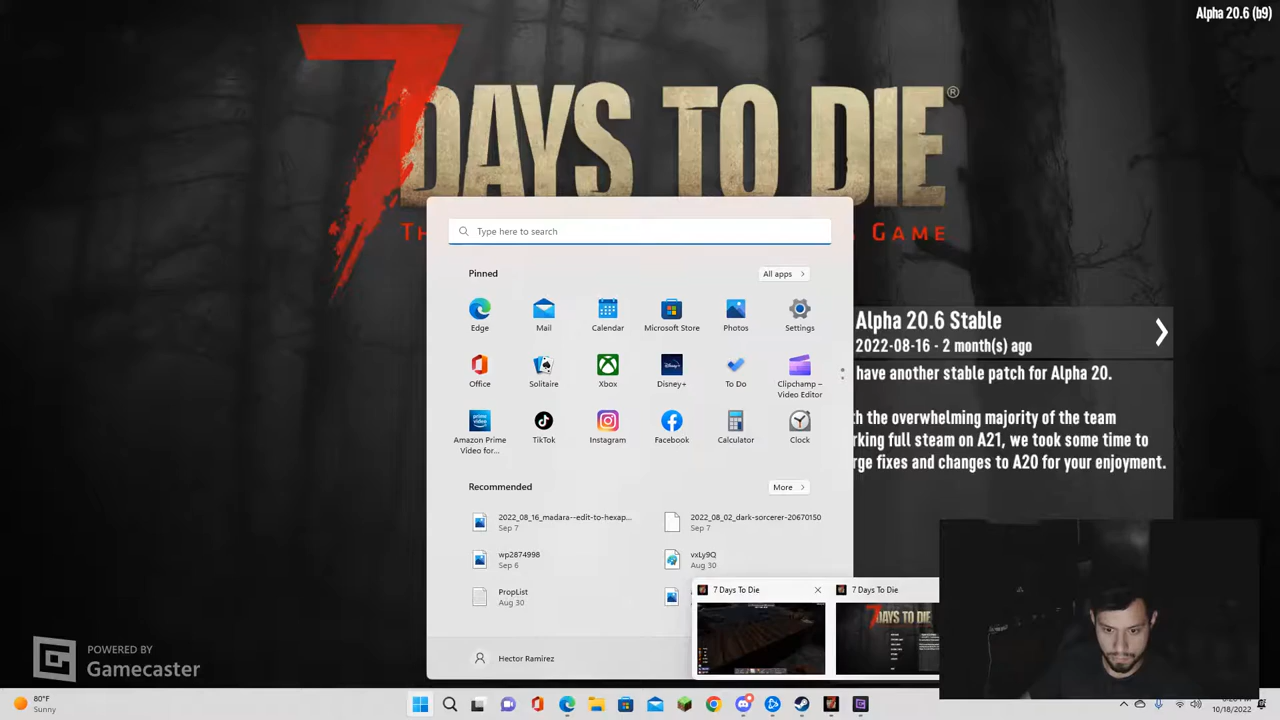 Alpha 20.6 (b9)
7 DAYS TO DIE®
TH
GAME
Type here to search
Pinned
All apps
Edge
Mail
Calendar
Microsoft Store
Photos
Settings
Office
Solitaire
Xbox
Disney+
To Do
Clipchamp –
Video Editor
Amazon Prime
Video for...
TikTok
Instagram
Facebook
Calculator
Clock
Recommended
More
2022_08_16_madara--edit-to-hexap...
Sep 7
2022_08_02_dark-sorcerer-20670150
Sep 7
wp2874998
Sep 6
vxLy9Q
Aug 30
PropList
Aug 30
Hector Ramirez
7 Days To Die
7 Days To Die
7 DAYS TO DIE
Alpha 20.6 Stable
2022-08-16 - 2 month(s) ago
have another stable patch for Alpha 20.
th the overwhelming majority of the team
rking full steam on A21, we took some time to
rge fixes and changes to A20 for your enjoyment.
POWERED BY
Gamecaster
80°F
Sunny
10/18/2022